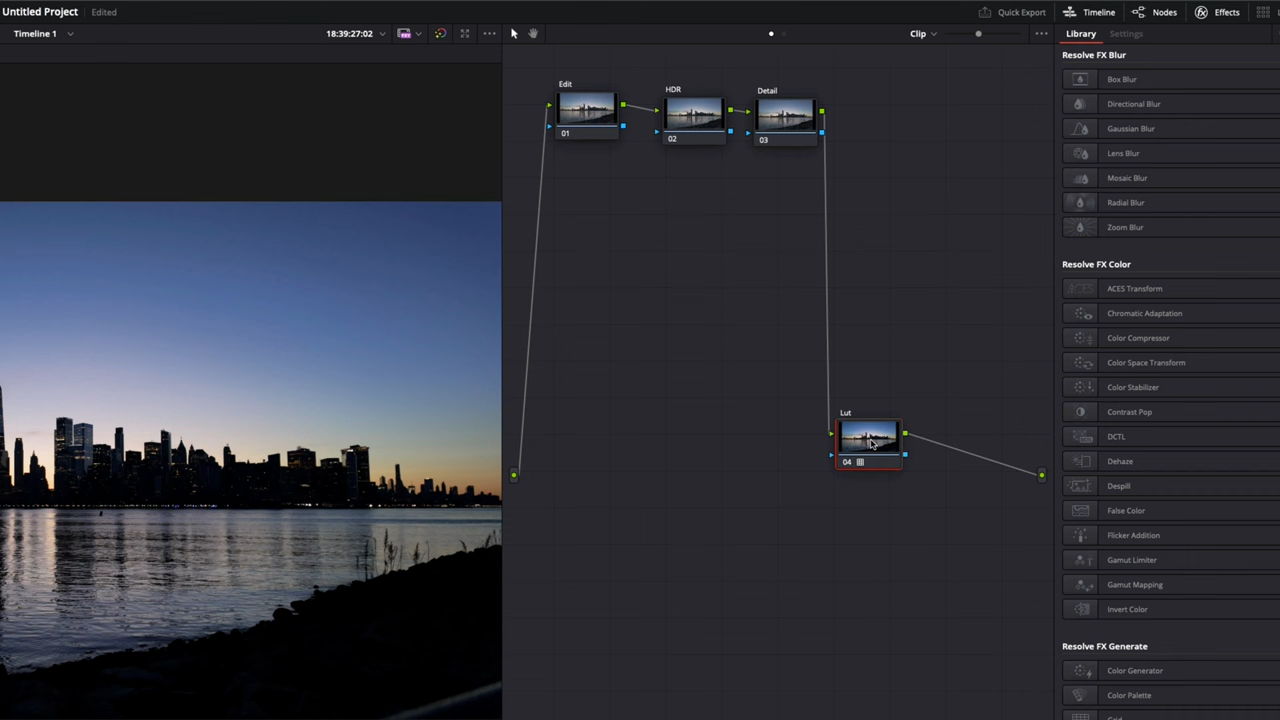 Untitled Project Edited Quick Export Timeline Nodes Effects
Timeline 1 18:39:27:02 Clip Library Settings
Resolve FX Blur
Box Blur
Directional Blur
Gaussian Blur
Lens Blur
Mosaic Blur
Radial Blur
Zoom Blur
Resolve FX Color
ACES Transform
Chromatic Adaptation
Color Compressor
Color Space Transform
Color Stabilizer
Contrast Pop
DCTL
Dehaze
Despill
False Color
Flicker Addition
Gamut Limiter
Gamut Mapping
Invert Color
Resolve FX Generate
Color Generator
Color Palette
Edit
01
HDR
02
Detail
03
Lut
04